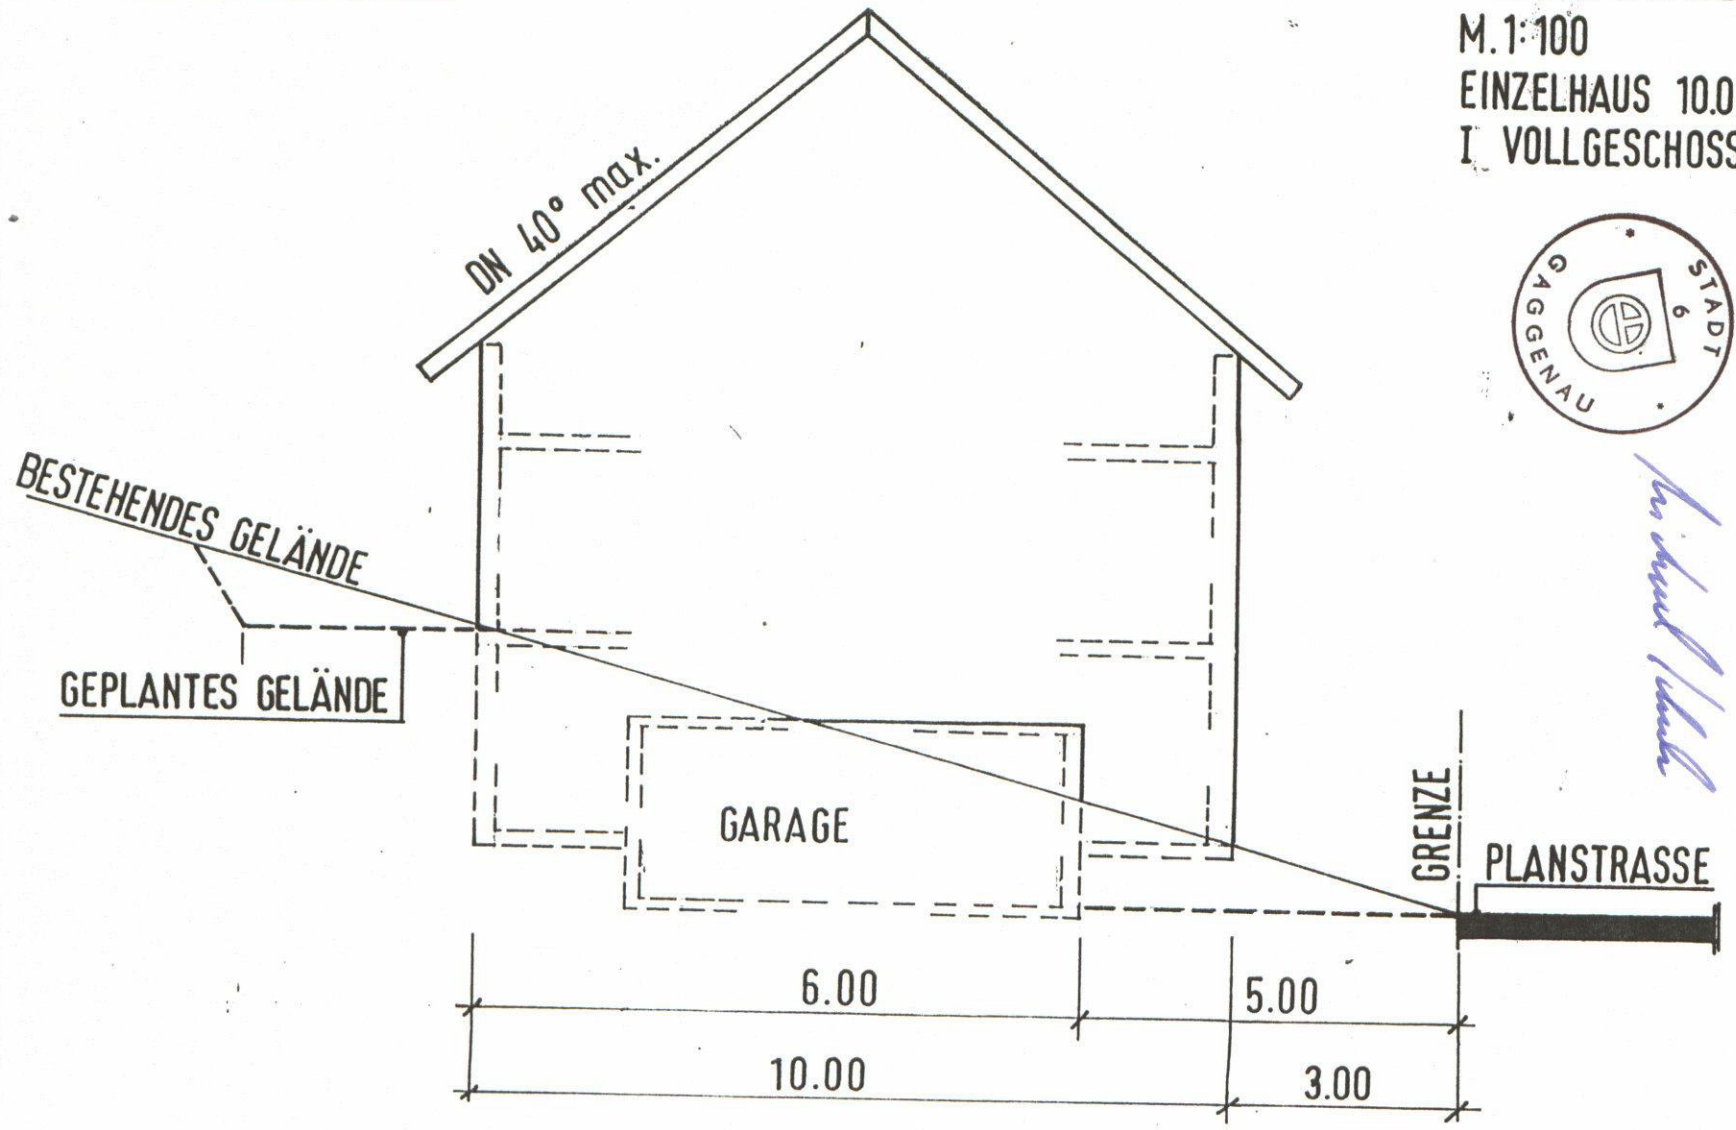 M. 1:100
EINZELHAUS 10.0
I VOLLGESCHOSS
DN 40° max.
STADT
GAGGENAU
6
BESTEHENDES GELÄNDE
GEPLANTES GELÄNDE
GARAGE
GRENZE
PLANSTRASSE
6.00
5.00
10.00
3.00